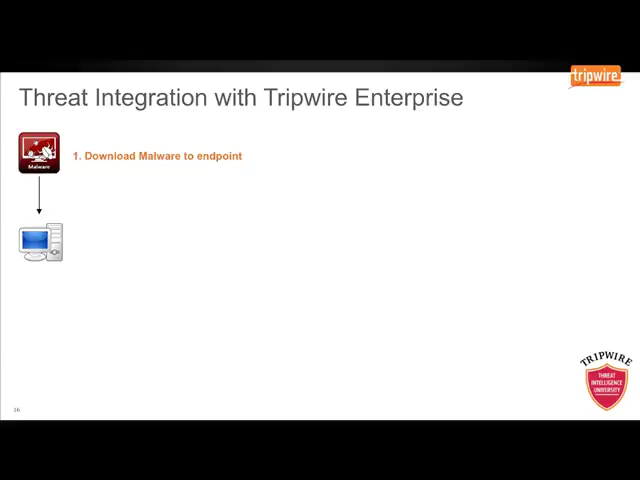 tripwire
Threat Integration with Tripwire Enterprise
1. Download Malware to endpoint
Malware
TRIPWIRE
THREAT
INTELLIGENCE
UNIVERSITY
16